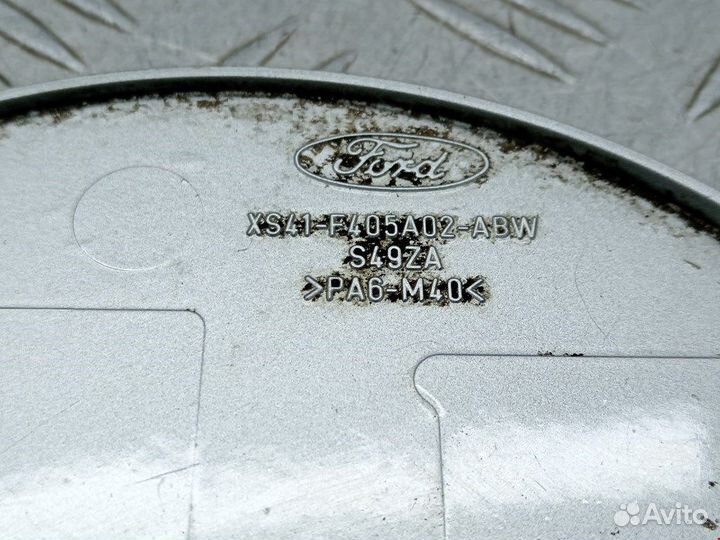 Ford
XS41-F405A02-ABW
S49ZA
>PA6-M40<
Avito